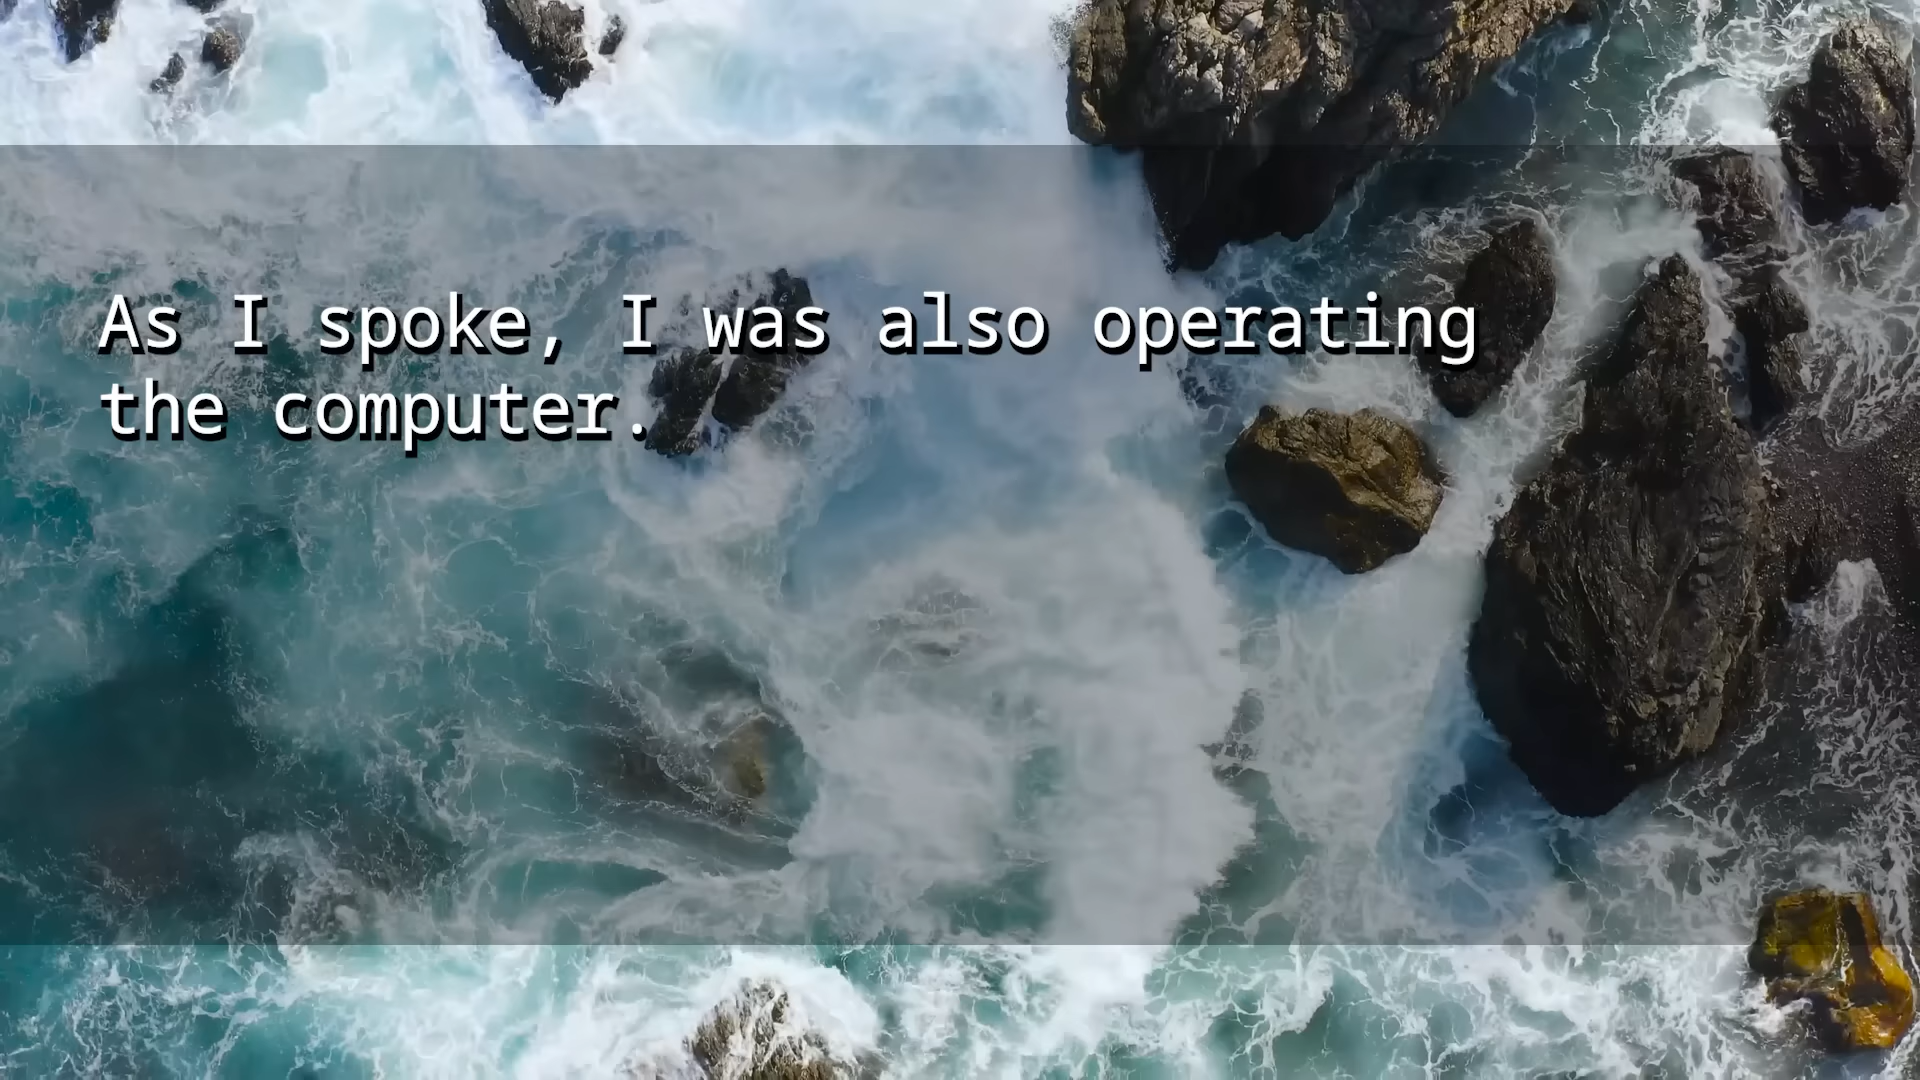 As I spoke, I was also operating
the computer.